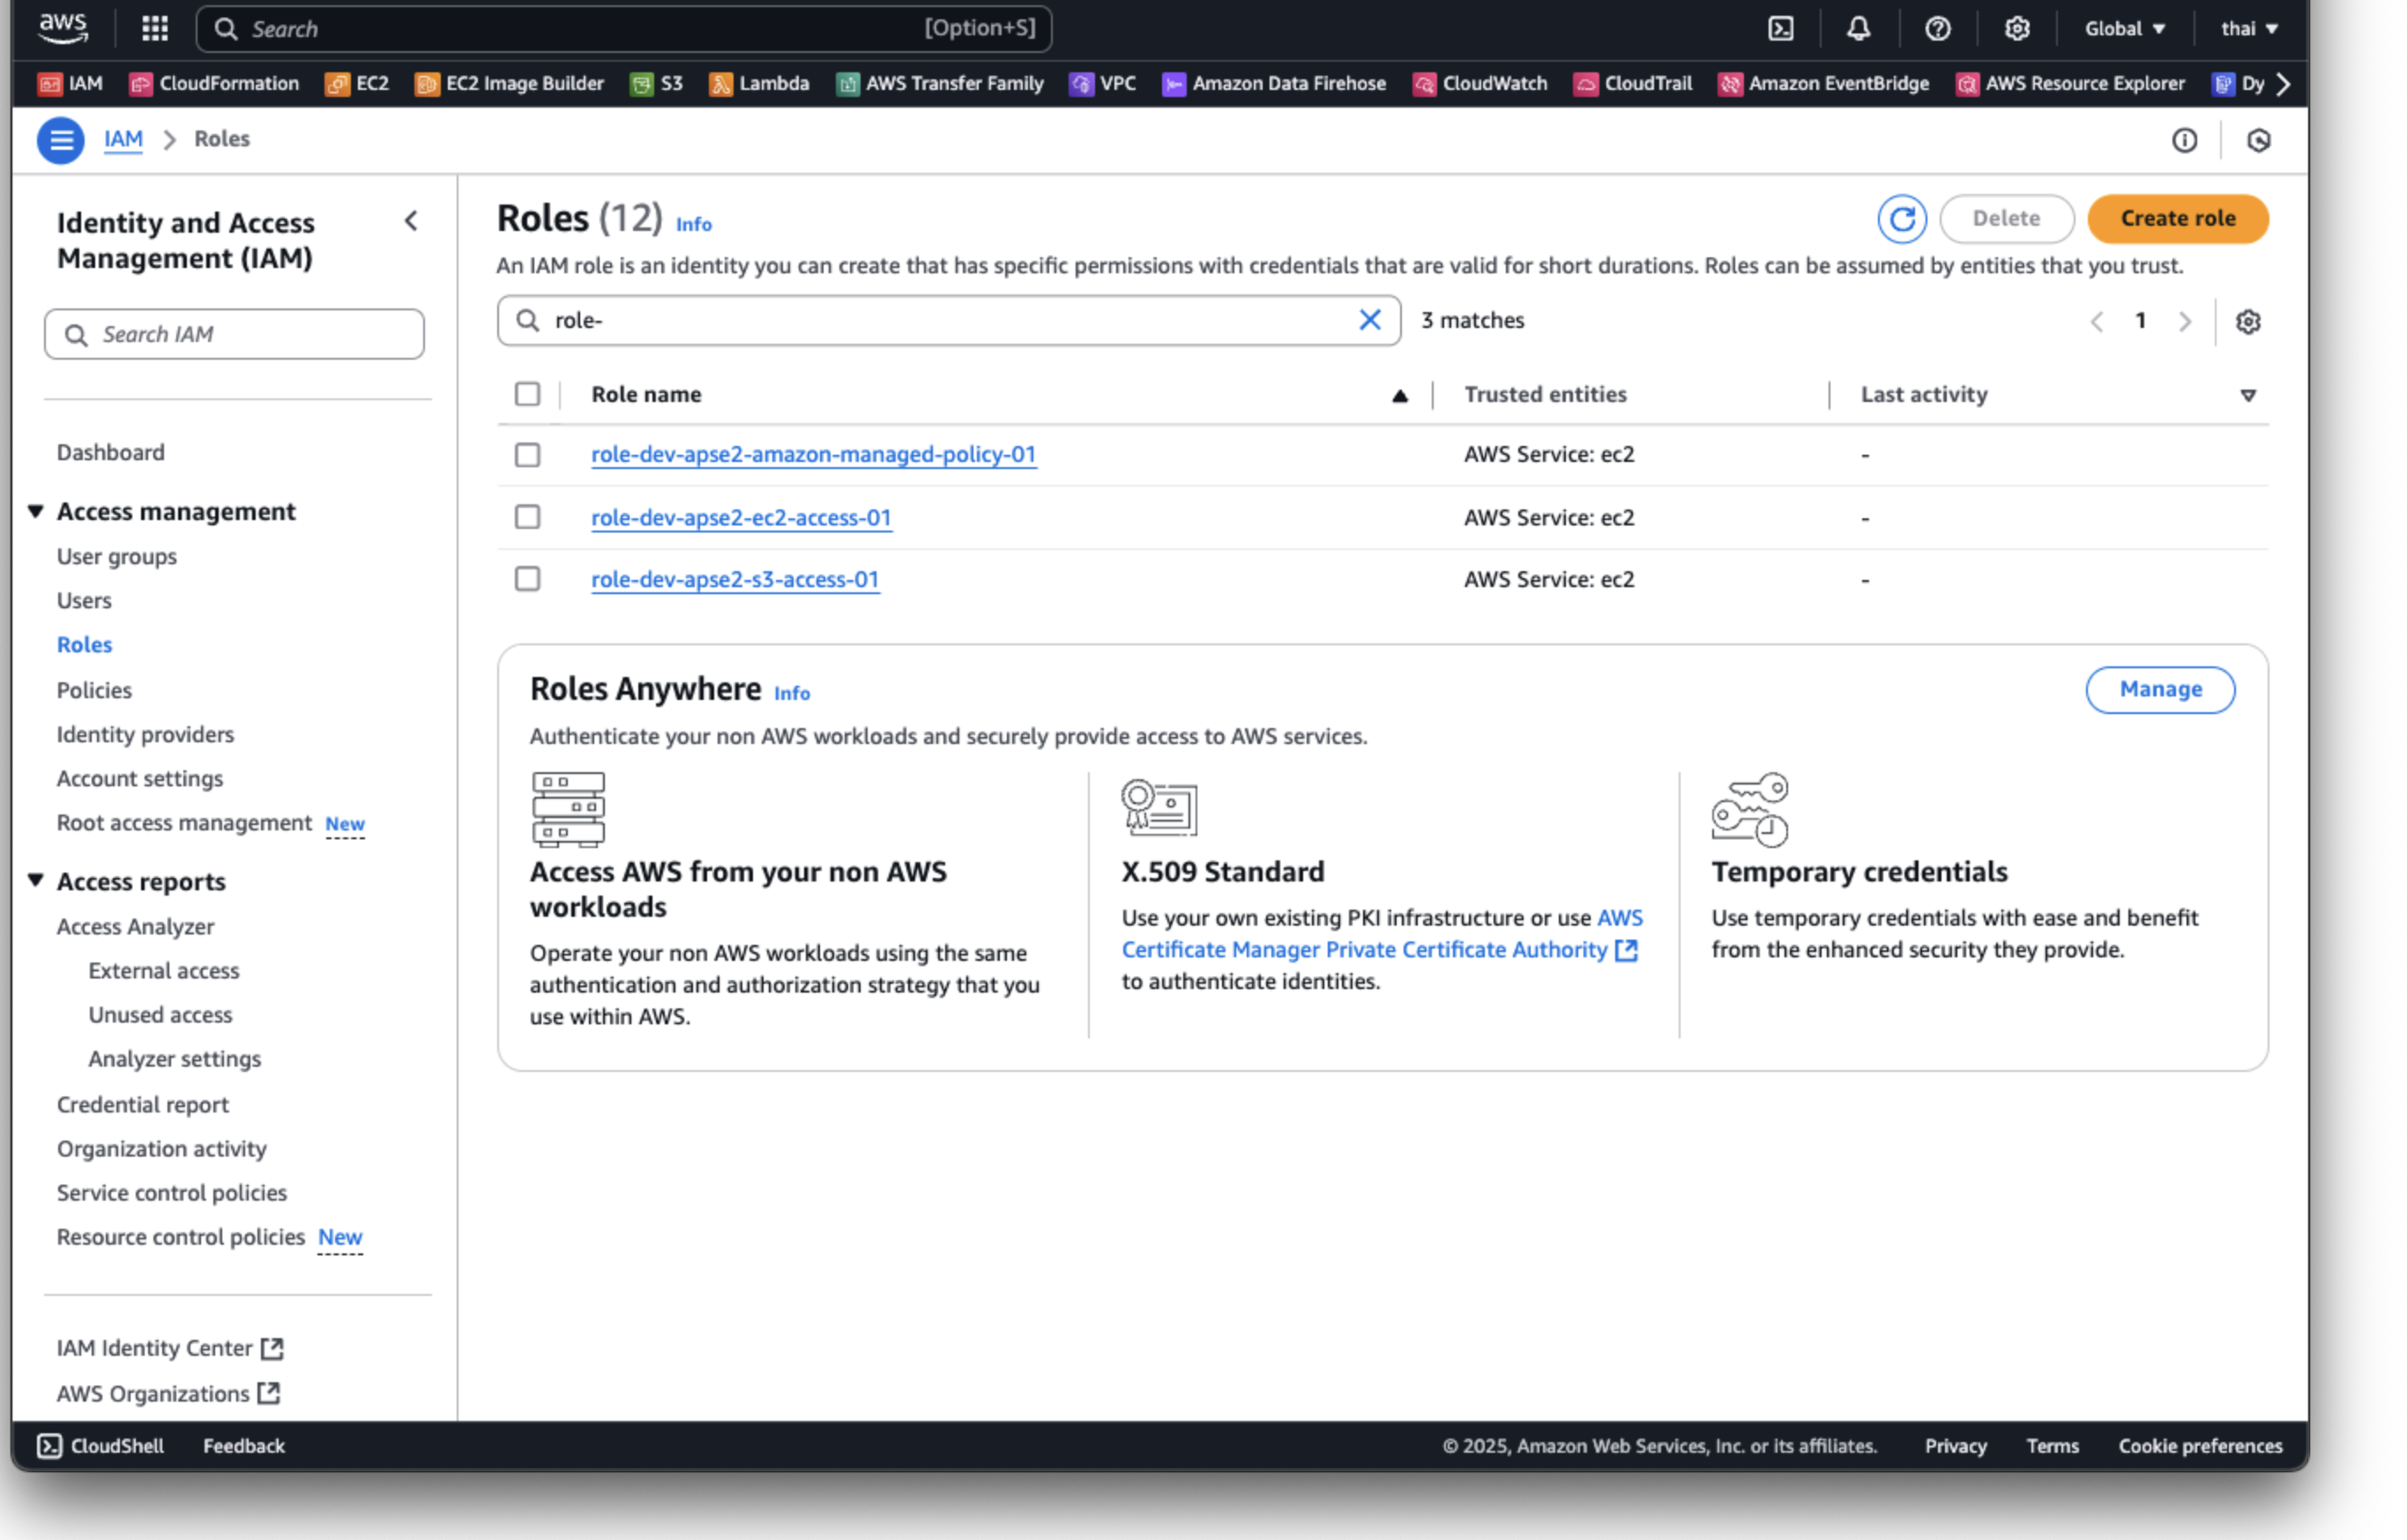 aws Search [Option+S] Global thai
IAM CloudFormation EC2 EC2 Image Builder S3 Lambda AWS Transfer Family VPC Amazon Data Firehose CloudWatch CloudTrail Amazon EventBridge AWS Resource Explorer Dy
IAM Roles
Identity and Access
Management (IAM)
Search IAM
Dashboard
Access management
User groups
Users
Roles
Policies
Identity providers
Account settings
Root access management New
Access reports
Access Analyzer
External access
Unused access
Analyzer settings
Credential report
Organization activity
Service control policies
Resource control policies New
IAM Identity Center
AWS Organizations
Roles (12) Info
Delete
Create role
An IAM role is an identity you can create that has specific permissions with credentials that are valid for short durations. Roles can be assumed by entities that you trust.
role- 3 matches 1
Role name Trusted entities Last activity
role-dev-apse2-amazon-managed-policy-01 AWS Service: ec2 -
role-dev-apse2-ec2-access-01 AWS Service: ec2 -
role-dev-apse2-s3-access-01 AWS Service: ec2 -
Roles Anywhere Info
Manage
Authenticate your non AWS workloads and securely provide access to AWS services.
Access AWS from your non AWS
workloads
Operate your non AWS workloads using the same
authentication and authorization strategy that you
use within AWS.
X.509 Standard
Use your own existing PKI infrastructure or use AWS
Certificate Manager Private Certificate Authority
to authenticate identities.
Temporary credentials
Use temporary credentials with ease and benefit
from the enhanced security they provide.
CloudShell Feedback © 2025, Amazon Web Services, Inc. or its affiliates. Privacy Terms Cookie preferences